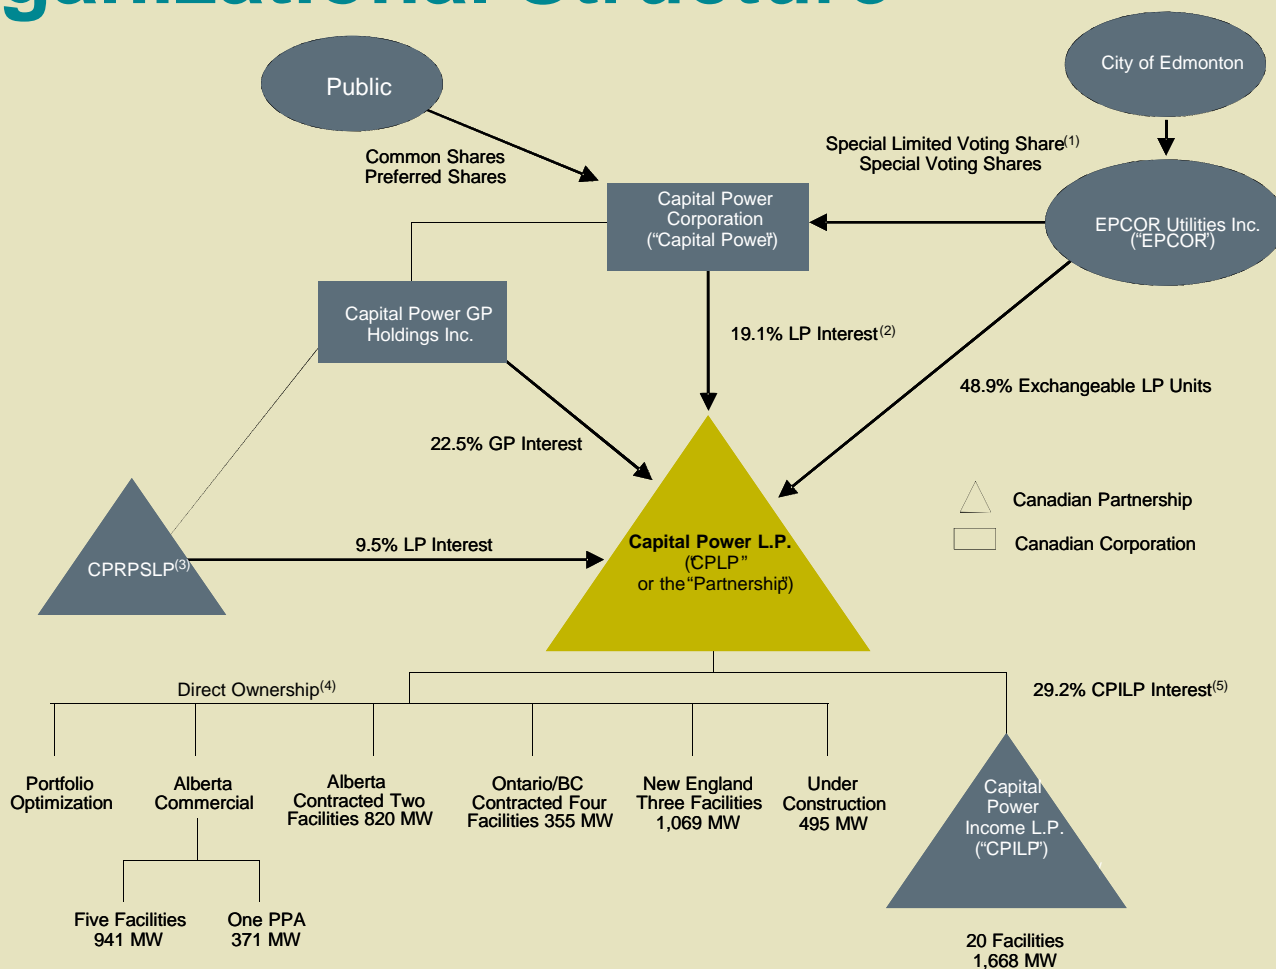 Public
City of Edmonton
Common Shares
Preferred Shares
Special Limited Voting Share(1)
Special Voting Shares
Capital Power
Corporation
("Capital Power")
EPCOR Utilities Inc.
("EPCOR")
Capital Power GP
Holdings Inc.
19.1% LP Interest(2)
48.9% Exchangeable LP Units
22.5% GP Interest
Canadian Partnership
Canadian Corporation
9.5% LP Interest
CPRPSLP(3)
Capital Power L.P.
("CPLP"
or the "Partnership")
Direct Ownership(4)
29.2% CPILP Interest(5)
Portfolio
Optimization
Alberta
Commercial
Alberta
Contracted Two
Facilities 820 MW
Ontario/BC
Contracted Four
Facilities 355 MW
New England
Three Facilities
1,069 MW
Under
Construction
495 MW
Capital
Power
Income L.P.
("CPILP")
Five Facilities
941 MW
One PPA
371 MW
20 Facilities
1,668 MW